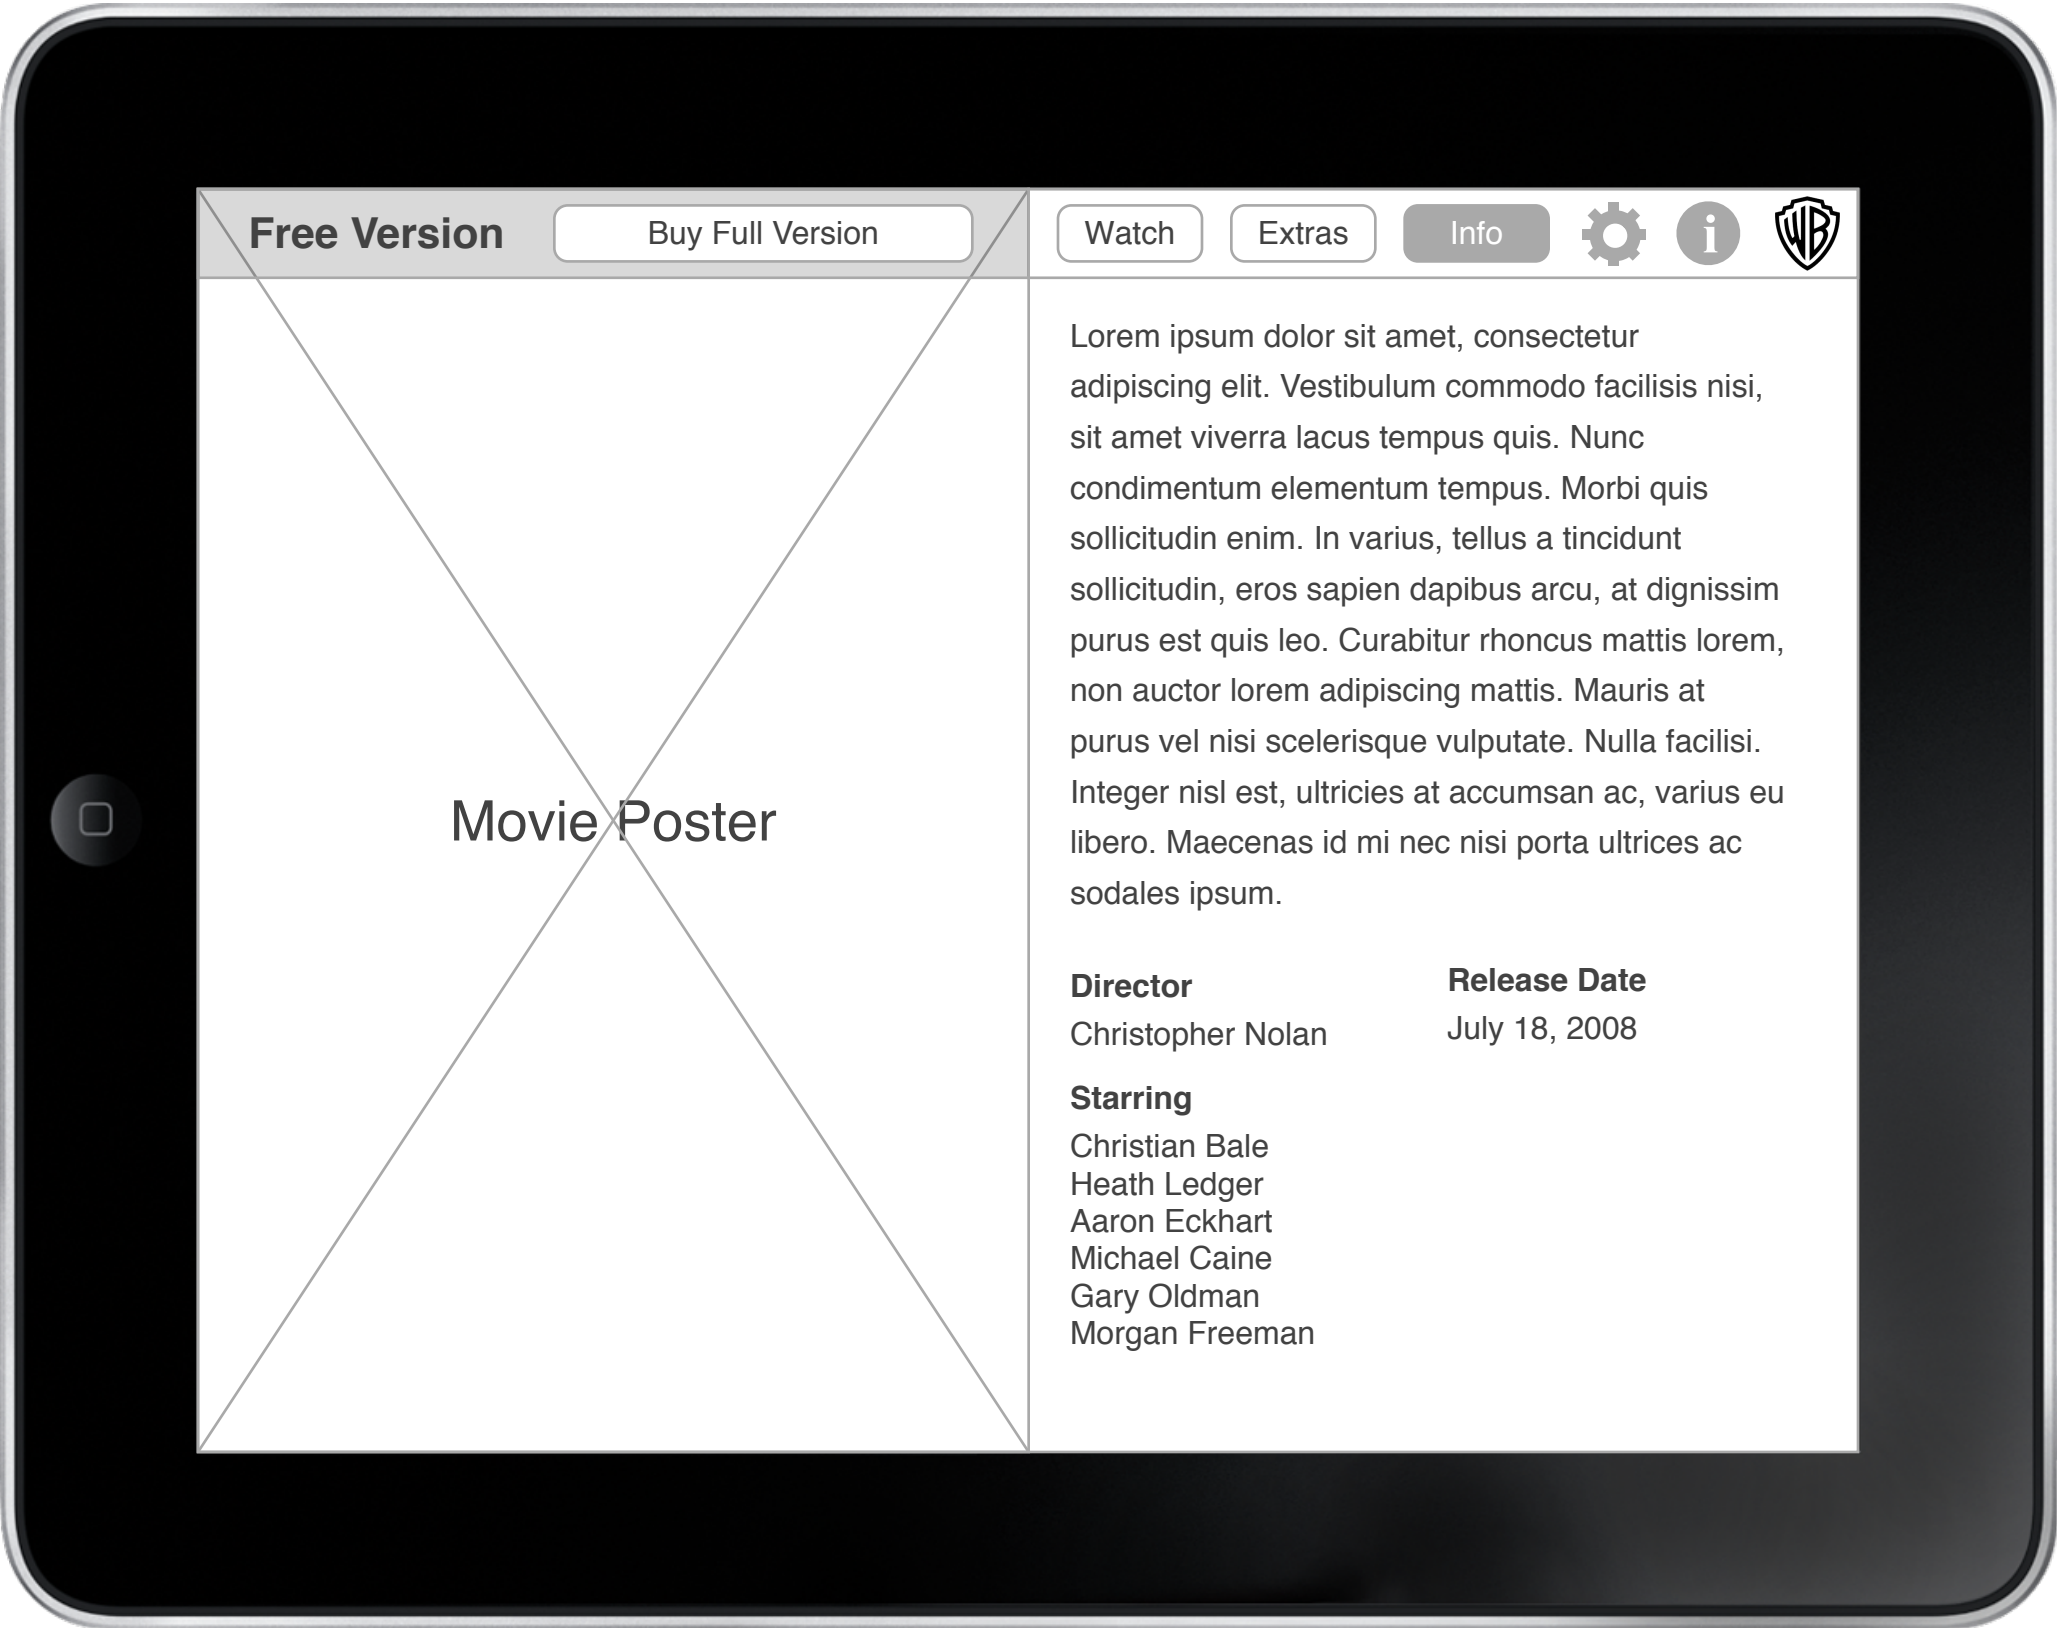 Free Version
Buy Full Version
Watch
Extras
Info
i
WB
Movie Poster
Lorem ipsum dolor sit amet, consectetur
adipiscing elit. Vestibulum commodo facilisis nisi,
sit amet viverra lacus tempus quis. Nunc
condimentum elementum tempus. Morbi quis
sollicitudin enim. In varius, tellus a tincidunt
sollicitudin, eros sapien dapibus arcu, at dignissim
purus est quis leo. Curabitur rhoncus mattis lorem,
non auctor lorem adipiscing mattis. Mauris at
purus vel nisi scelerisque vulputate. Nulla facilisi.
Integer nisl est, ultricies at accumsan ac, varius eu
libero. Maecenas id mi nec nisi porta ultrices ac
sodales ipsum.
Director
Christopher Nolan
Release Date
July 18, 2008
Starring
Christian Bale
Heath Ledger
Aaron Eckhart
Michael Caine
Gary Oldman
Morgan Freeman